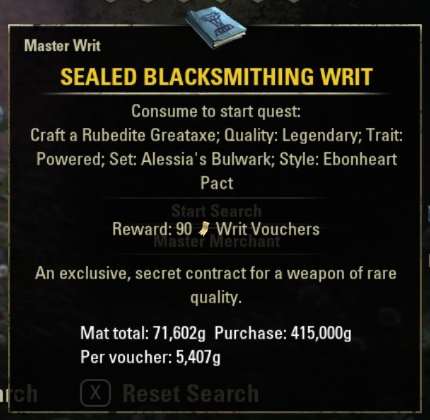 Master Writ
SEALED BLACKSMITHING WRIT
Consume to start quest:
Craft a Rubedite Greataxe; Quality: Legendary; Trait:
Powered; Set: Alessia's Bulwark; Style: Ebonheart
Pact
Start Search
Reward: 90 Writ Vouchers
Master Merchant
An exclusive, secret contract for a weapon of rare
quality.
Mat total: 71,602g Purchase: 415,000g
Per voucher: 5,407g
rch
X Reset Search